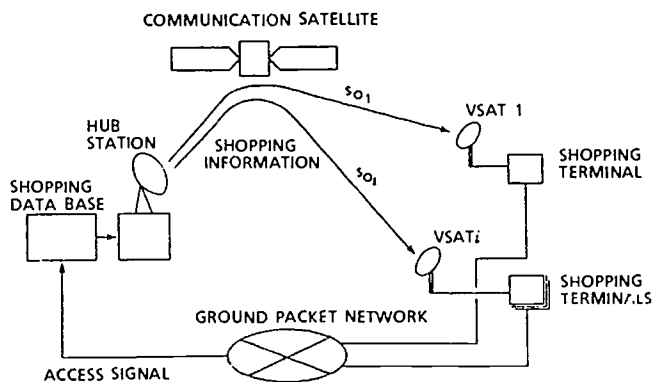 COMMUNICATION SATELLITE
SO1
VSAT 1
HUB
STATION
SHOPPING
INFORMATION
SHOPPING
TERMINAL
SHOPPING
DATA BASE
SOi
VSATi
SHOPPING
TERMINALS
GROUND PACKET NETWORK
ACCESS SIGNAL